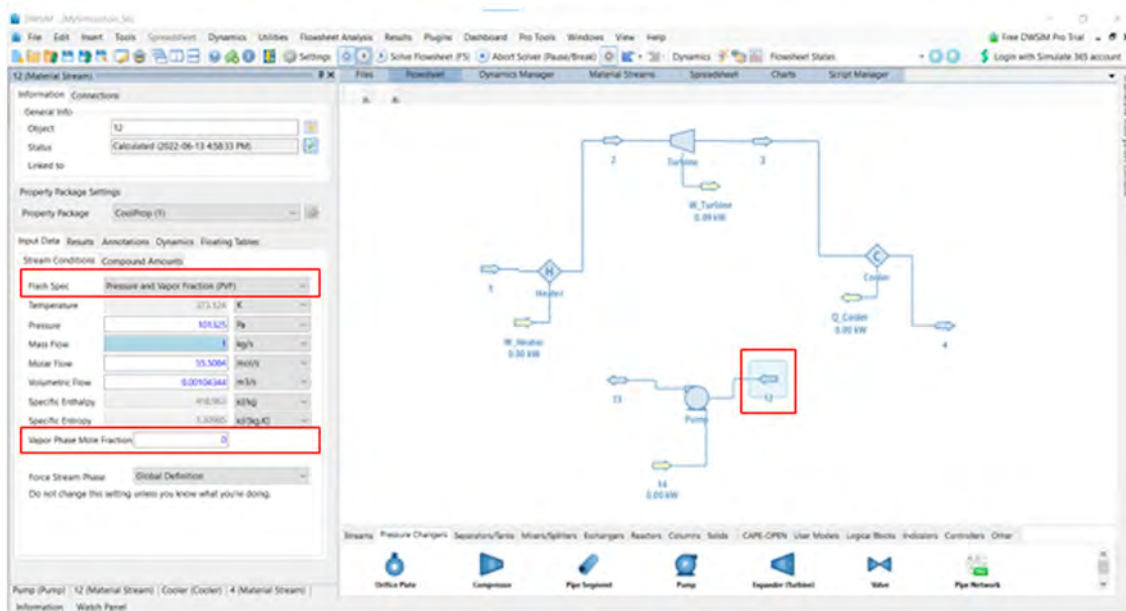 DWSIM - [MySimulation_56]
File Edit Insert Tools Spreadsheet Dynamics Utilities Flowsheet Analysis Results Plugins Dashboard Pro Tools Windows View Help
Free DWSIM Pro Trial
Settings Solve Flowsheet (F5) Abort Solver (Pause/Break) Dynamics Flowsheet States Login with Simulate 365 account
12 (Material Stream)
Files Flowsheet Dynamics Manager Material Streams Spreadsheet Charts Script Manager
Information Connections
General Info
Object 12
Status Calculated (2022-06-13 4:58:33 PM)
Linked to
Property Package Settings
Property Package CoolProp (1)
Input Data Results Annotations Dynamics Floating Tables
Stream Conditions Compound Amounts
Flash Spec Pressure and Vapor Fraction (PVF)
Temperature 373.124 K
Pressure 101325 Pa
Mass Flow 1 kg/s
Molar Flow 55.5084 mol/s
Volumetric Flow 0.00104344 m3/s
Specific Enthalpy kJ/kg
Specific Entropy kJ/[kg.K]
Vapor Phase Mole Fraction 0
Force Stream Phase Global Definition
Do not change this setting unless you know what you're doing.
2
Turbine
3
W_Turbine
0.09 kW
1
H
Heater
W_Heater
0.00 kW
C
Cooler
Q_Cooler
0.00 kW
4
13
Pump
12
14
0.00 kW
Streams Pressure Changers Separators/Tanks Mixers/Splitters Exchangers Reactors Columns Solids CAPE-OPEN User Models Logical Blocks Indicators Controllers Other
Orifice Plate Compressor Pipe Segment Pump Expander (Turbine) Valve Pipe Network
Pump (Pump) 12 (Material Stream) Cooler (Cooler) 4 (Material Stream)
Information Watch Panel